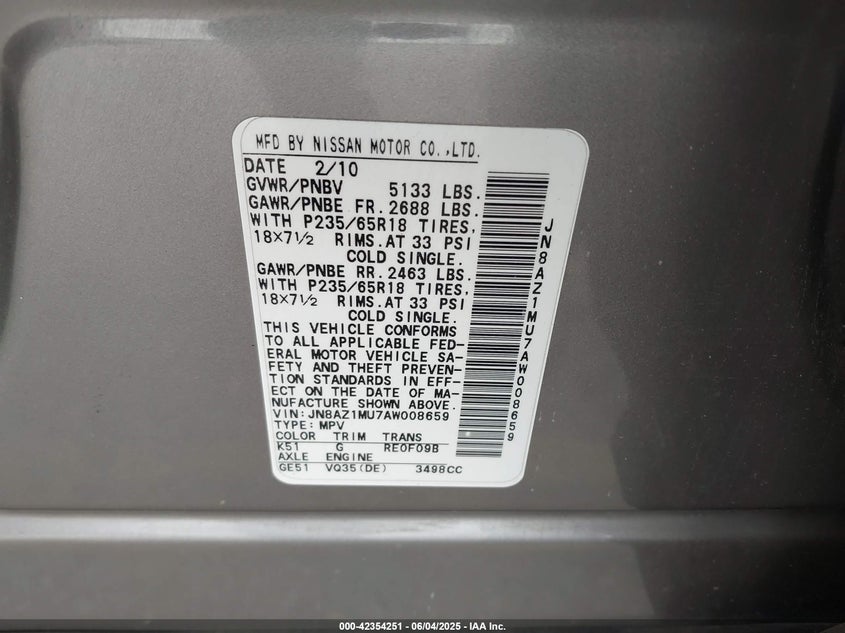 MFD BY NISSAN MOTOR CO.,LTD.
DATE 2/10
GVWR/PNBV 5133 LBS.
GAWR/PNBE FR.2688 LBS.
WITH P235/65R18 TIRES,
18×7½ RIMS.AT 33 PSI
COLD SINGLE.
GAWR/PNBE RR.2463 LBS.
WITH P235/65R18 TIRES,
18×7½ RIMS.AT 33 PSI
COLD SINGLE.
THIS VEHICLE CONFORMS
TO ALL APPLICABLE FED-
ERAL MOTOR VEHICLE SA-
FETY AND THEFT PREVEN-
TION STANDARDS IN EFF-
ECT ON THE DATE OF MA-
NUFACTURE SHOWN ABOVE.
VIN:JN8AZ1MU7AW008659
TYPE:MPV
COLOR TRIM TRANS
K51 G RE0F09B
AXLE ENGINE
GE51 VQ35(DE) 3498CC
JN8AZ1MU7AW008659
000-42354251 - 06/04/2025 - IAA Inc.